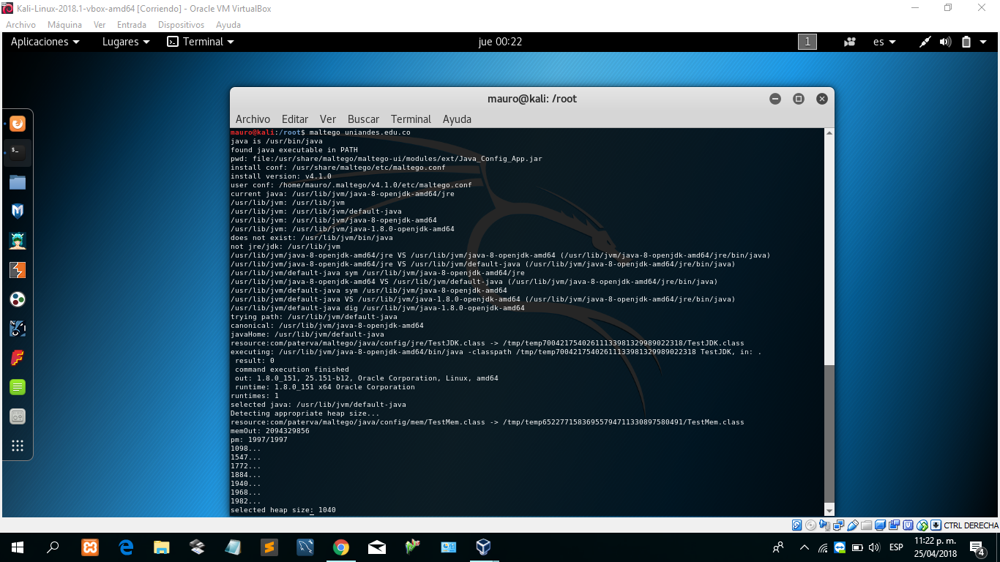 Kali-Linux-2018.1-vbox-amd64 [Corriendo] - Oracle VM VirtualBox
Archivo Máquina Ver Entrada Dispositivos Ayuda
Aplicaciones Lugares Terminal jue 00:22 1 es
mauro@kali: /root
Archivo Editar Ver Buscar Terminal Ayuda
mauro@kali:/root$ maltego uniandes.edu.co
java is /usr/bin/java
found java executable in PATH
pwd: file:/usr/share/maltego/maltego-ui/modules/ext/Java_Config_App.jar
install conf: /usr/share/maltego/etc/maltego.conf
install version: v4.1.0
user conf: /home/mauro/.maltego/v4.1.0/etc/maltego.conf
current java: /usr/lib/jvm/java-8-openjdk-amd64/jre
/usr/lib/jvm: /usr/lib/jvm
/usr/lib/jvm: /usr/lib/jvm/default-java
/usr/lib/jvm: /usr/lib/jvm/java-8-openjdk-amd64
/usr/lib/jvm: /usr/lib/jvm/java-1.8.0-openjdk-amd64
does not exist: /usr/lib/jvm/bin/java
not jre/jdk: /usr/lib/jvm
/usr/lib/jvm/java-8-openjdk-amd64/jre VS /usr/lib/jvm/java-8-openjdk-amd64 (/usr/lib/jvm/java-8-openjdk-amd64/jre/bin/java)
/usr/lib/jvm/java-8-openjdk-amd64/jre VS /usr/lib/jvm/default-java (/usr/lib/jvm/java-8-openjdk-amd64/jre/bin/java)
/usr/lib/jvm/default-java sym /usr/lib/jvm/java-8-openjdk-amd64/jre
/usr/lib/jvm/java-8-openjdk-amd64 VS /usr/lib/jvm/default-java (/usr/lib/jvm/java-8-openjdk-amd64/jre/bin/java)
/usr/lib/jvm/default-java sym /usr/lib/jvm/java-8-openjdk-amd64
/usr/lib/jvm/default-java VS /usr/lib/jvm/java-1.8.0-openjdk-amd64 (/usr/lib/jvm/java-8-openjdk-amd64/jre/bin/java)
/usr/lib/jvm/default-java dig /usr/lib/jvm/java-1.8.0-openjdk-amd64
trying path: /usr/lib/jvm/default-java
canonical: /usr/lib/jvm/java-8-openjdk-amd64
javaHome: /usr/lib/jvm/default-java
resource:com/paterva/maltego/java/config/jre/TestJDK.class -> /tmp/temp7004217540261113398132998902­2318/TestJDK.class
executing: /usr/lib/jvm/java-8-openjdk-amd64/bin/java -classpath /tmp/temp70042175402611133981329989022318 TestJDK, in: .
result: 0
command execution finished
out: 1.8.0_151, 25.151-b12, Oracle Corporation, Linux, amd64
runtime: 1.8.0_151 x64 Oracle Corporation
runtimes: 1
selected java: /usr/lib/jvm/default-java
Detecting appropriate heap size...
resource:com/paterva/maltego/java/config/mem/TestMem.class -> /tmp/temp65227715836955794711330897580491/TestMem.class
memOut: 2094329856
pm: 1997/1997
1098...
1547...
1772...
1884...
1940...
1968...
1982...
selected heap size: 1040
CTRL DERECHA
ESP 11:22 p. m.
25/04/2018 4